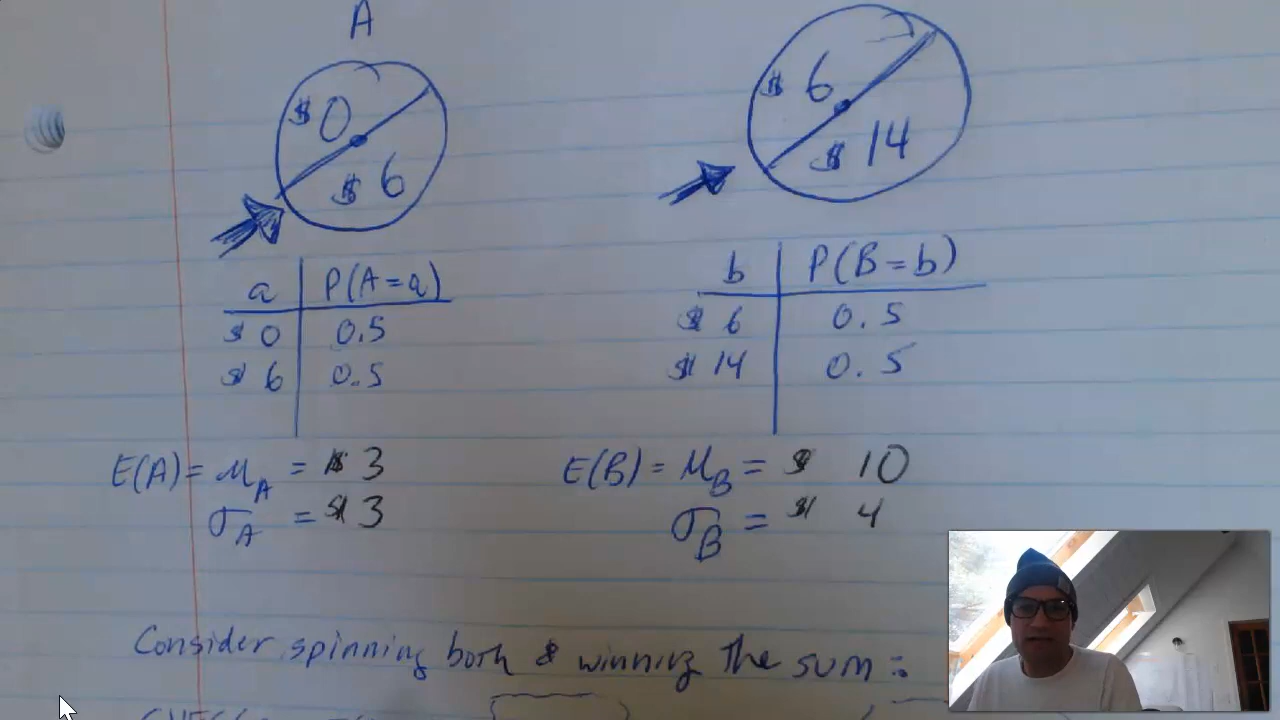 A
$ 0
$ 6
$ 6
$ 14
a P(A=a)
$ 0 0.5
$ 6 0.5
b P(B=b)
$ 6 0.5
$ 14 0.5
E(A) = μA = $ 3
σA = $ 3
E(B) = μB = $ 10
σB = $ 4
Consider spinning both & winning the sum: